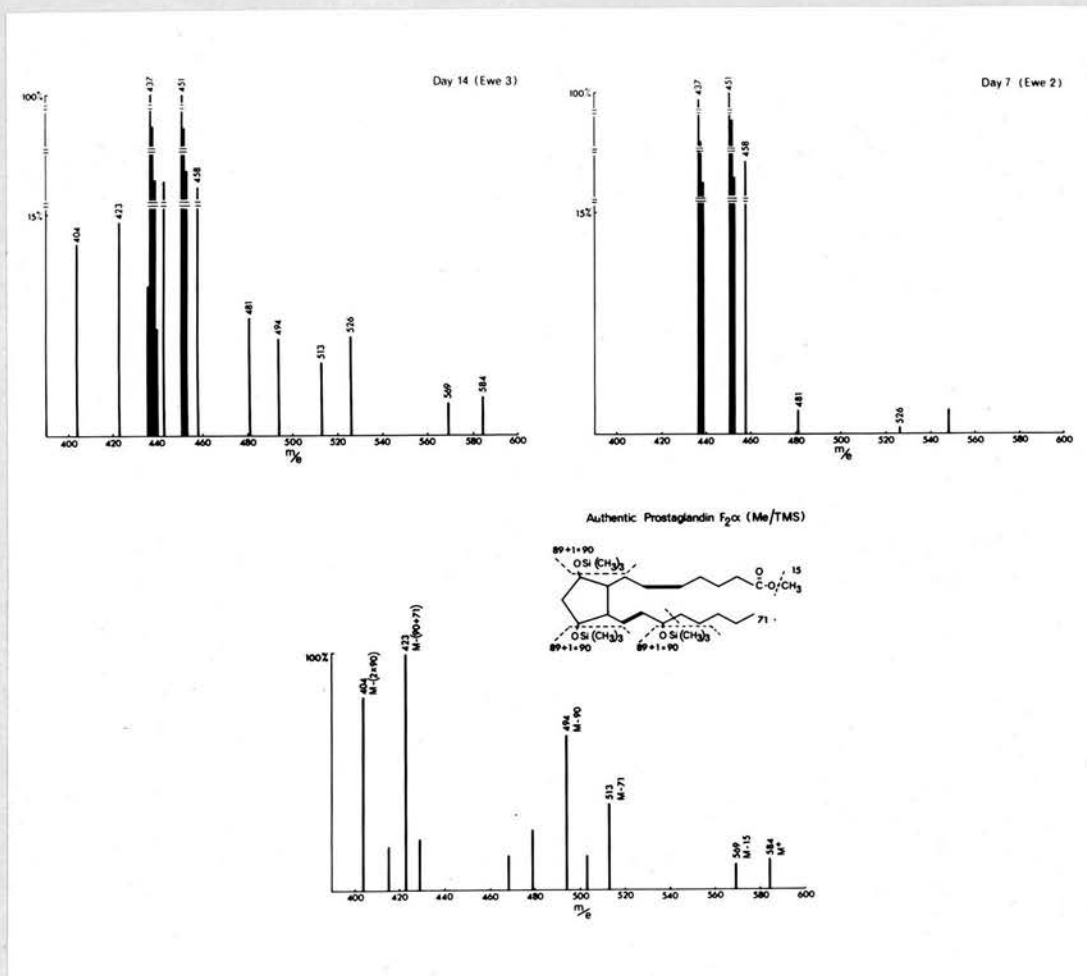 Day 14 (Ewe 3)
100%
15%
404
423
437
451
458
481
494
513
526
569
584
400 420 440 460 480 500 520 540 560 580 600
m/e
Day 7 (Ewe 2)
100%
15%
437
451
458
481
526
400 420 440 460 480 500 520 540 560 580 600
m/e
Authentic Prostaglandin F₂α (Me/TMS)
89+1=90
OSi(CH₃)₃
O
C-O-CH₃
15
71
OSi(CH₃)₃
89+1=90
OSi(CH₃)₃
89+1=90
100%
404
M-(2×90)
423
M-(90+71)
494
M-90
513
M-71
569
M-15
584
M⁺
400 420 440 460 480 500 520 540 560 580 600
m/e